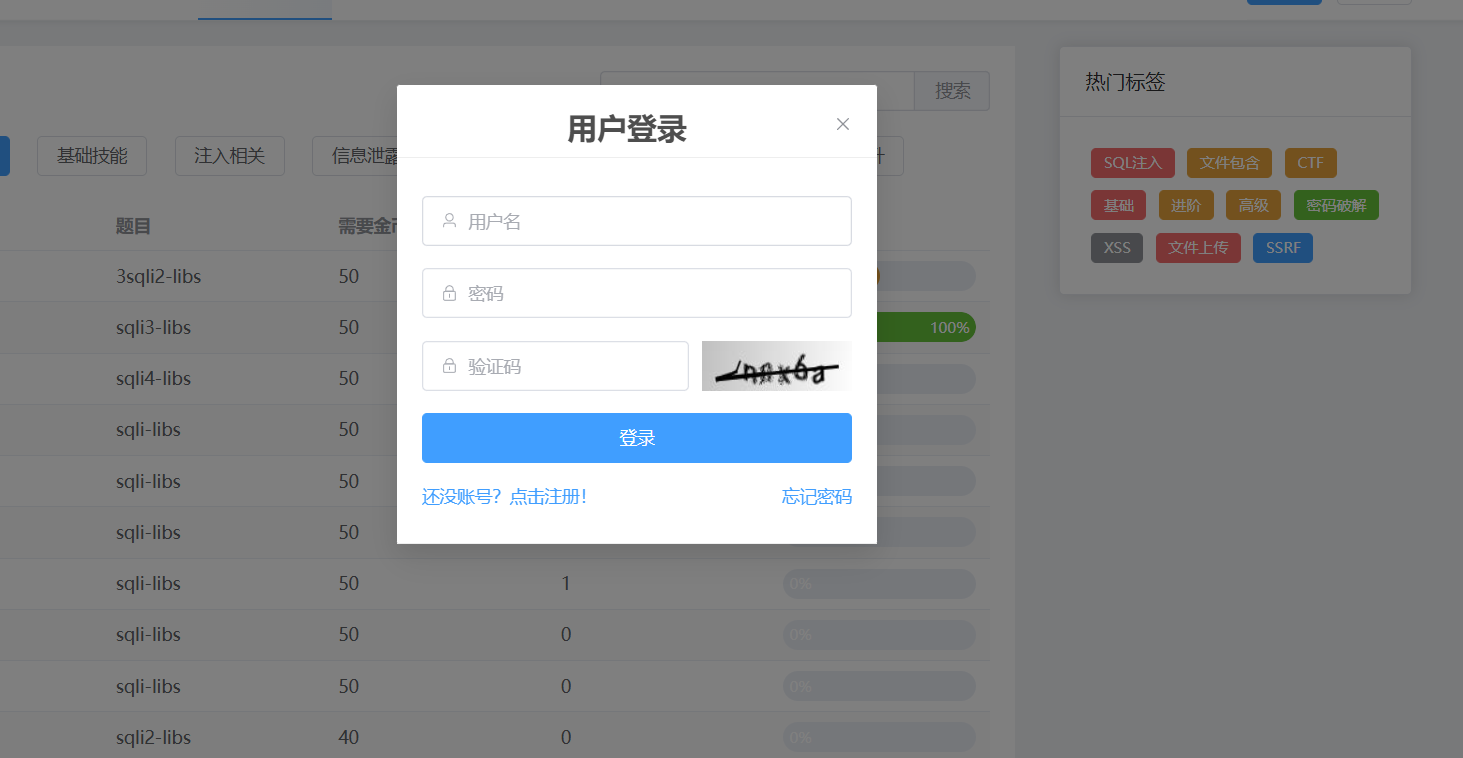 搜索
热门标签
用户登录
基础技能 注入相关 信息泄露
SQL注入 文件包含 CTF
基础 进阶 高级 密码破解
XSS 文件上传 SSRF
题目 需要金币
用户名
密码
验证码
登录
还没账号？点击注册！ 忘记密码
3sqli2-libs 50
sqli3-libs 50 100%
sqli4-libs 50
sqli-libs 50
sqli-libs 50
sqli-libs 50
sqli-libs 50 1 0%
sqli-libs 50 0 0%
sqli-libs 50 0 0%
sqli2-libs 40 0 0%